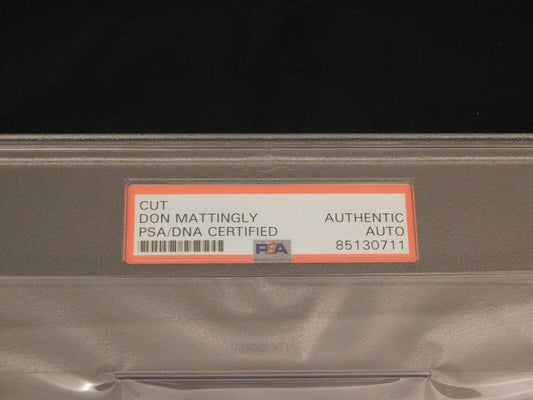 CUT
DON MATTINGLY AUTHENTIC
PSA/DNA CERTIFIED AUTO
PSA 85130711